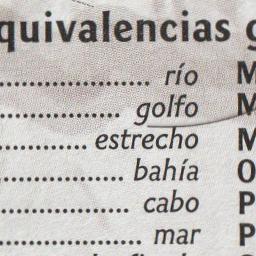 quivalencias g
.................... río M
................ golfo M
............ estrecho M
................. bahía O
................. cabo P
................... mar P